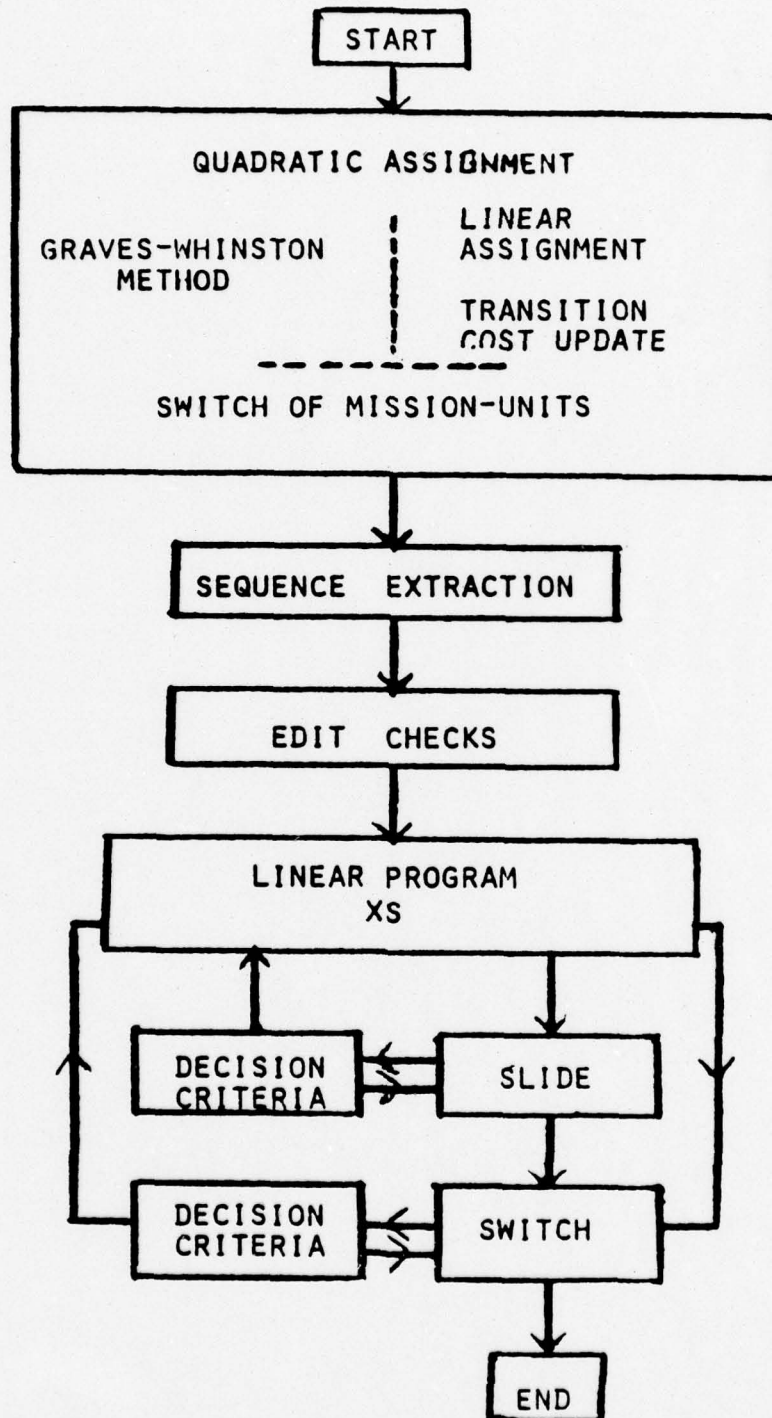 START
QUADRATIC ASSIGNMENT
GRAVES-WHINSTON
METHOD
LINEAR
ASSIGNMENT
TRANSITION
COST UPDATE
SWITCH OF MISSION-UNITS
SEQUENCE EXTRACTION
EDIT CHECKS
LINEAR PROGRAM
XS
DECISION
CRITERIA
SLIDE
DECISION
CRITERIA
SWITCH
END